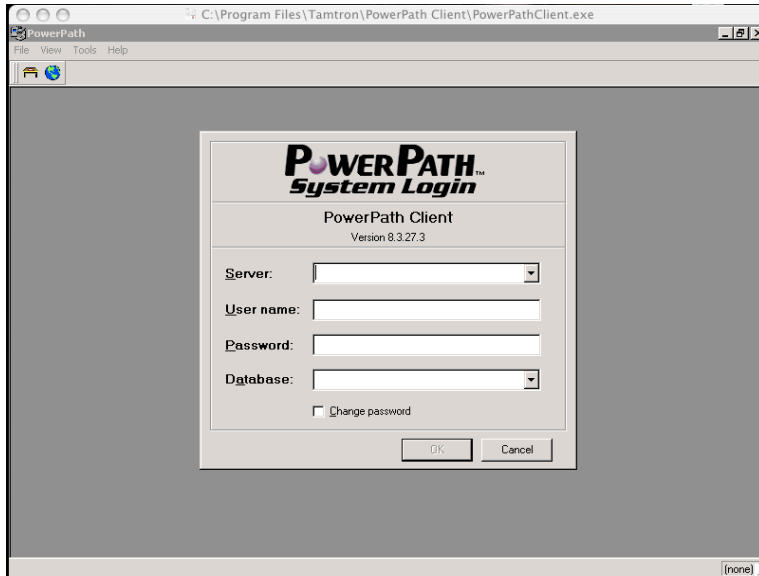 C:\Program Files\Tamtron\PowerPath Client\PowerPathClient.exe
PowerPath
File View Tools Help
POWERPATH™
System Login
PowerPath Client
Version 8.3.27.3
Server:
User name:
Password:
Database:
Change password
OK Cancel
(none)